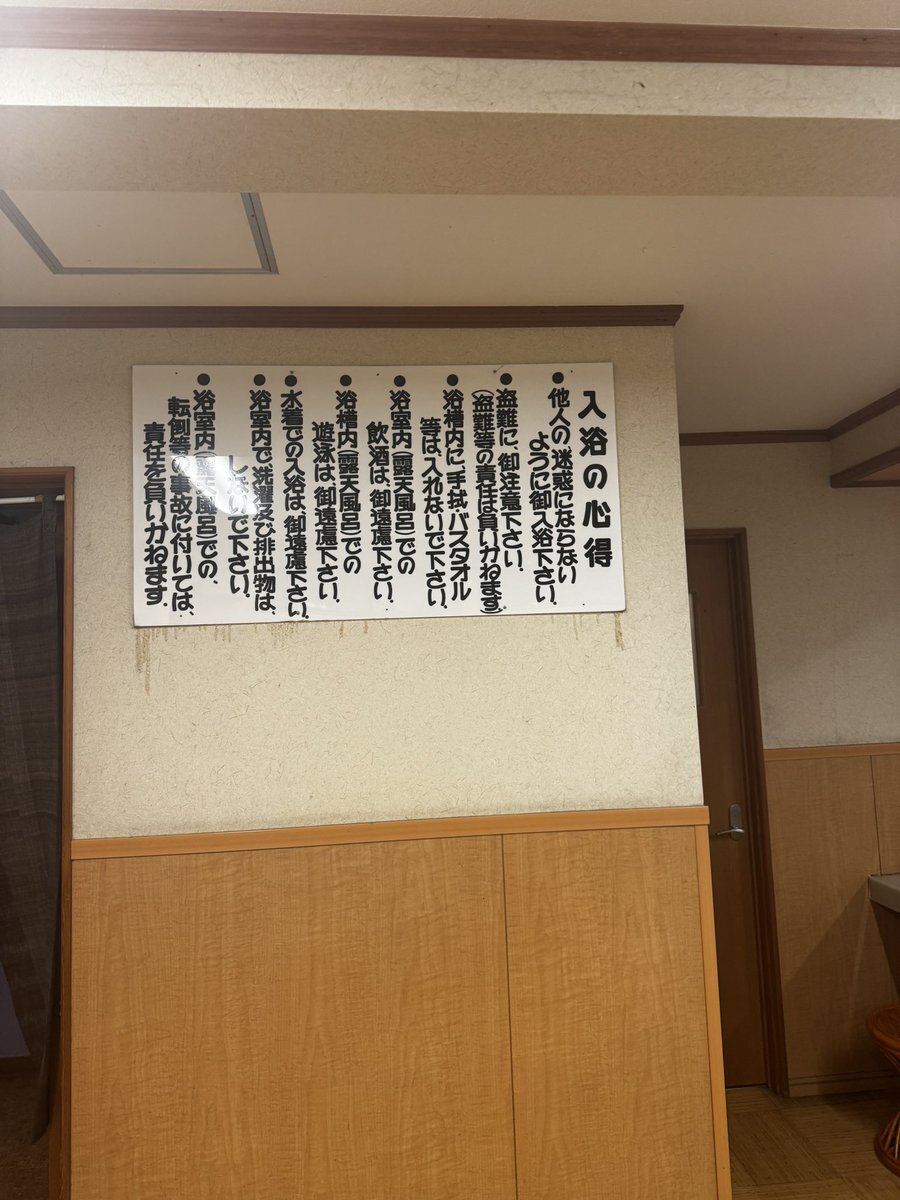 入浴の心得
●他人の迷惑にならない
ように御入浴下さい.
●盗難に、御注意下さい.
(盗難等の責任は負いかねます)
●浴槽内に、手拭・バスタオル
等は、入れないで下さい.
●浴室内(露天風呂)での
飲酒は、御遠慮下さい.
●浴槽内(露天風呂)での
遊泳は、御遠慮下さい.
●水着での入浴は、御遠慮下さい.
●浴室内で、洗濯及び排出物は、
しないで下さい.
●浴室内(露天風呂)での、
転倒等の事故に付いては、
責任を負いかねます.